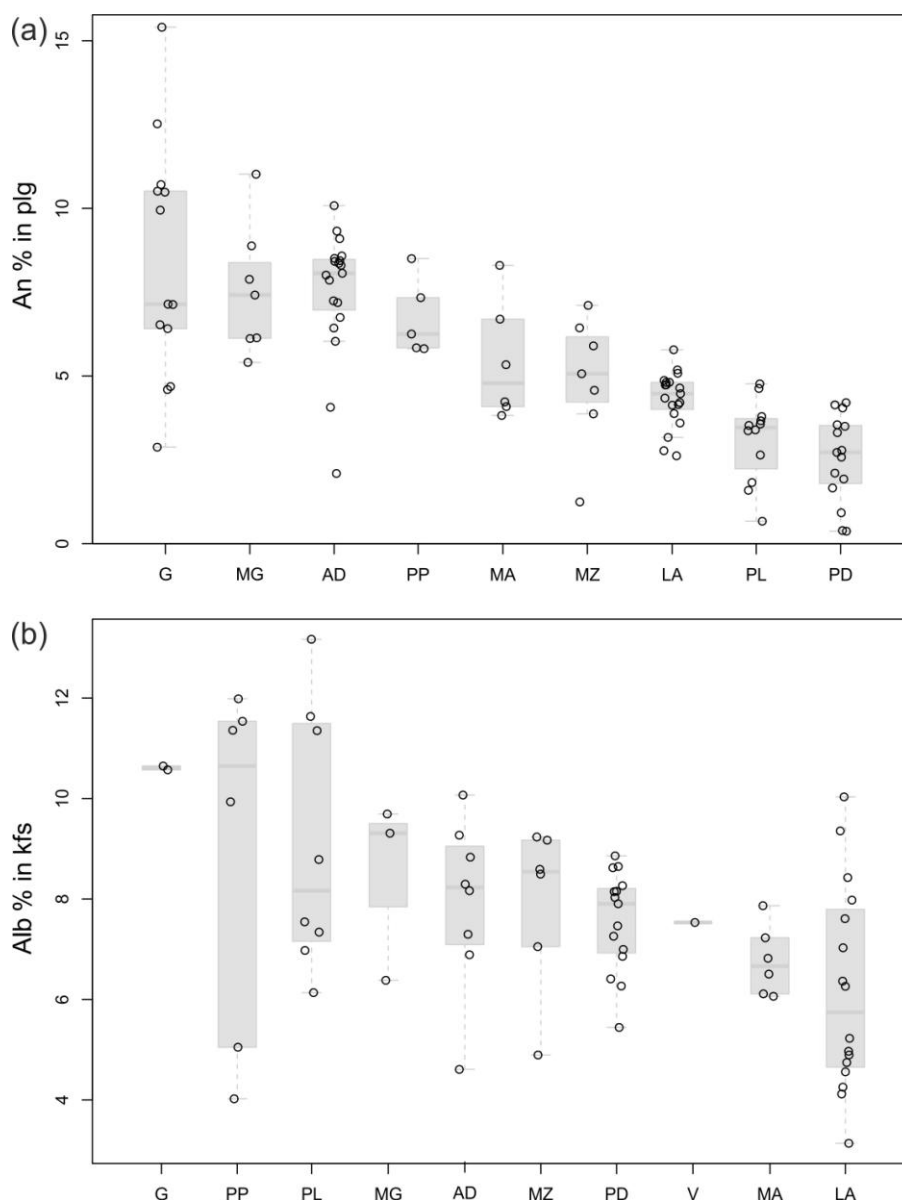 (a)
An % in plg
15
10
5
0
G MG AD PP MA MZ LA PL PD
(b)
Alb % in kfs
12
10
8
6
4
G PP PL MG AD MZ PD V MA LA